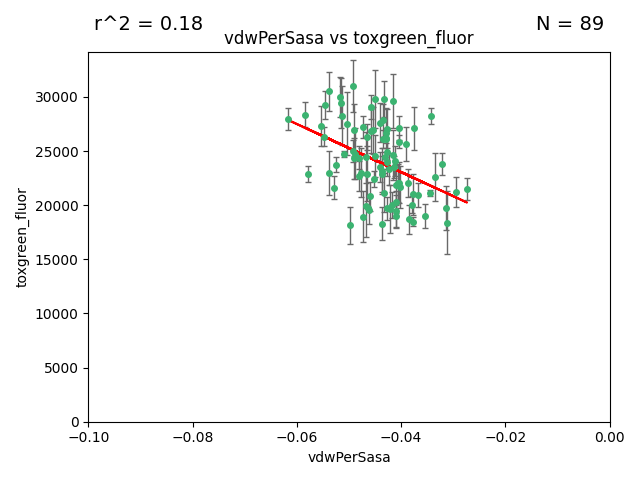 r^2 = 0.18
N = 89
vdwPerSasa vs toxgreen_fluor
toxgreen_fluor
30000
25000
20000
15000
10000
5000
0
−0.10
−0.08
−0.06
−0.04
−0.02
0.00
vdwPerSasa